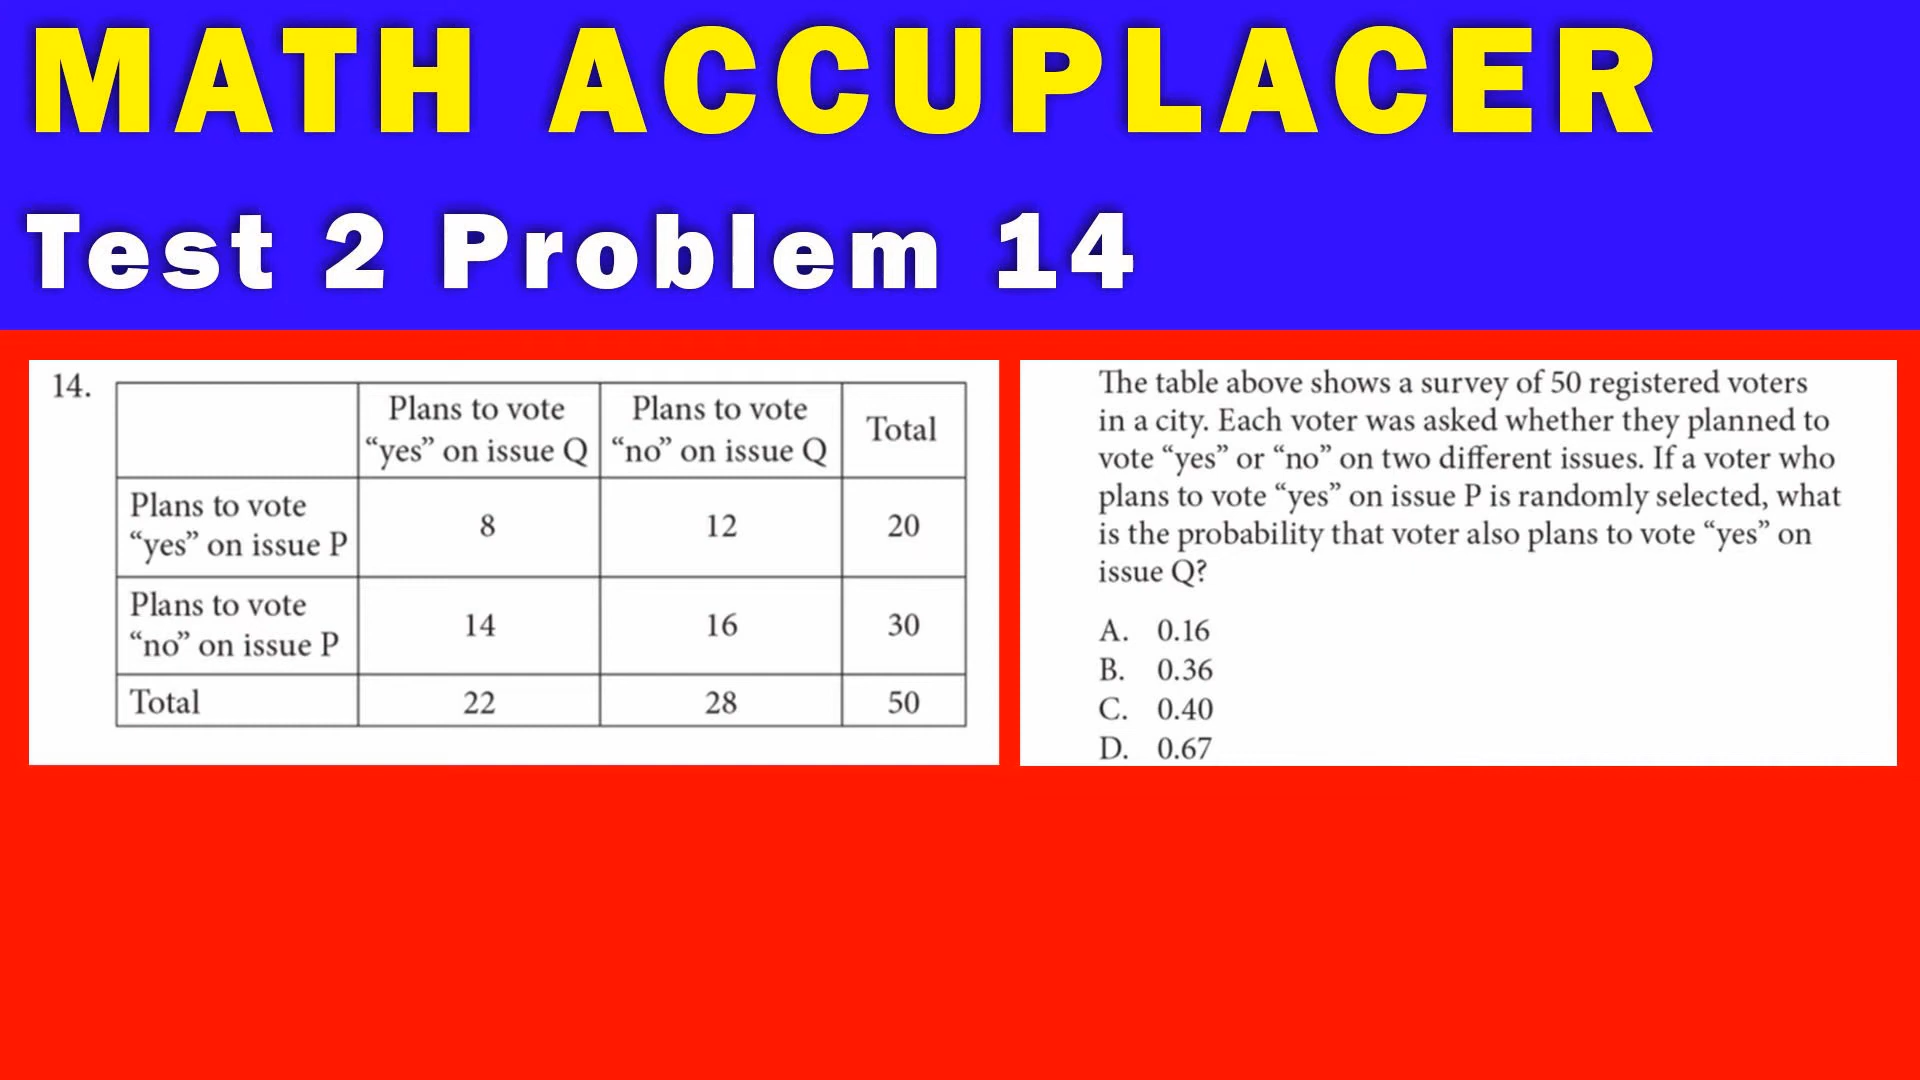 MATH ACCUPLACER
Test 2 Problem 14
14.
Plans to vote
“yes” on issue Q
Plans to vote
“no” on issue Q
Total
Plans to vote
“yes” on issue P
8
12
20
Plans to vote
“no” on issue P
14
16
30
Total
22
28
50
The table above shows a survey of 50 registered voters
in a city. Each voter was asked whether they planned to
vote “yes” or “no” on two different issues. If a voter who
plans to vote “yes” on issue P is randomly selected, what
is the probability that voter also plans to vote “yes” on
issue Q?
A. 0.16
B. 0.36
C. 0.40
D. 0.67